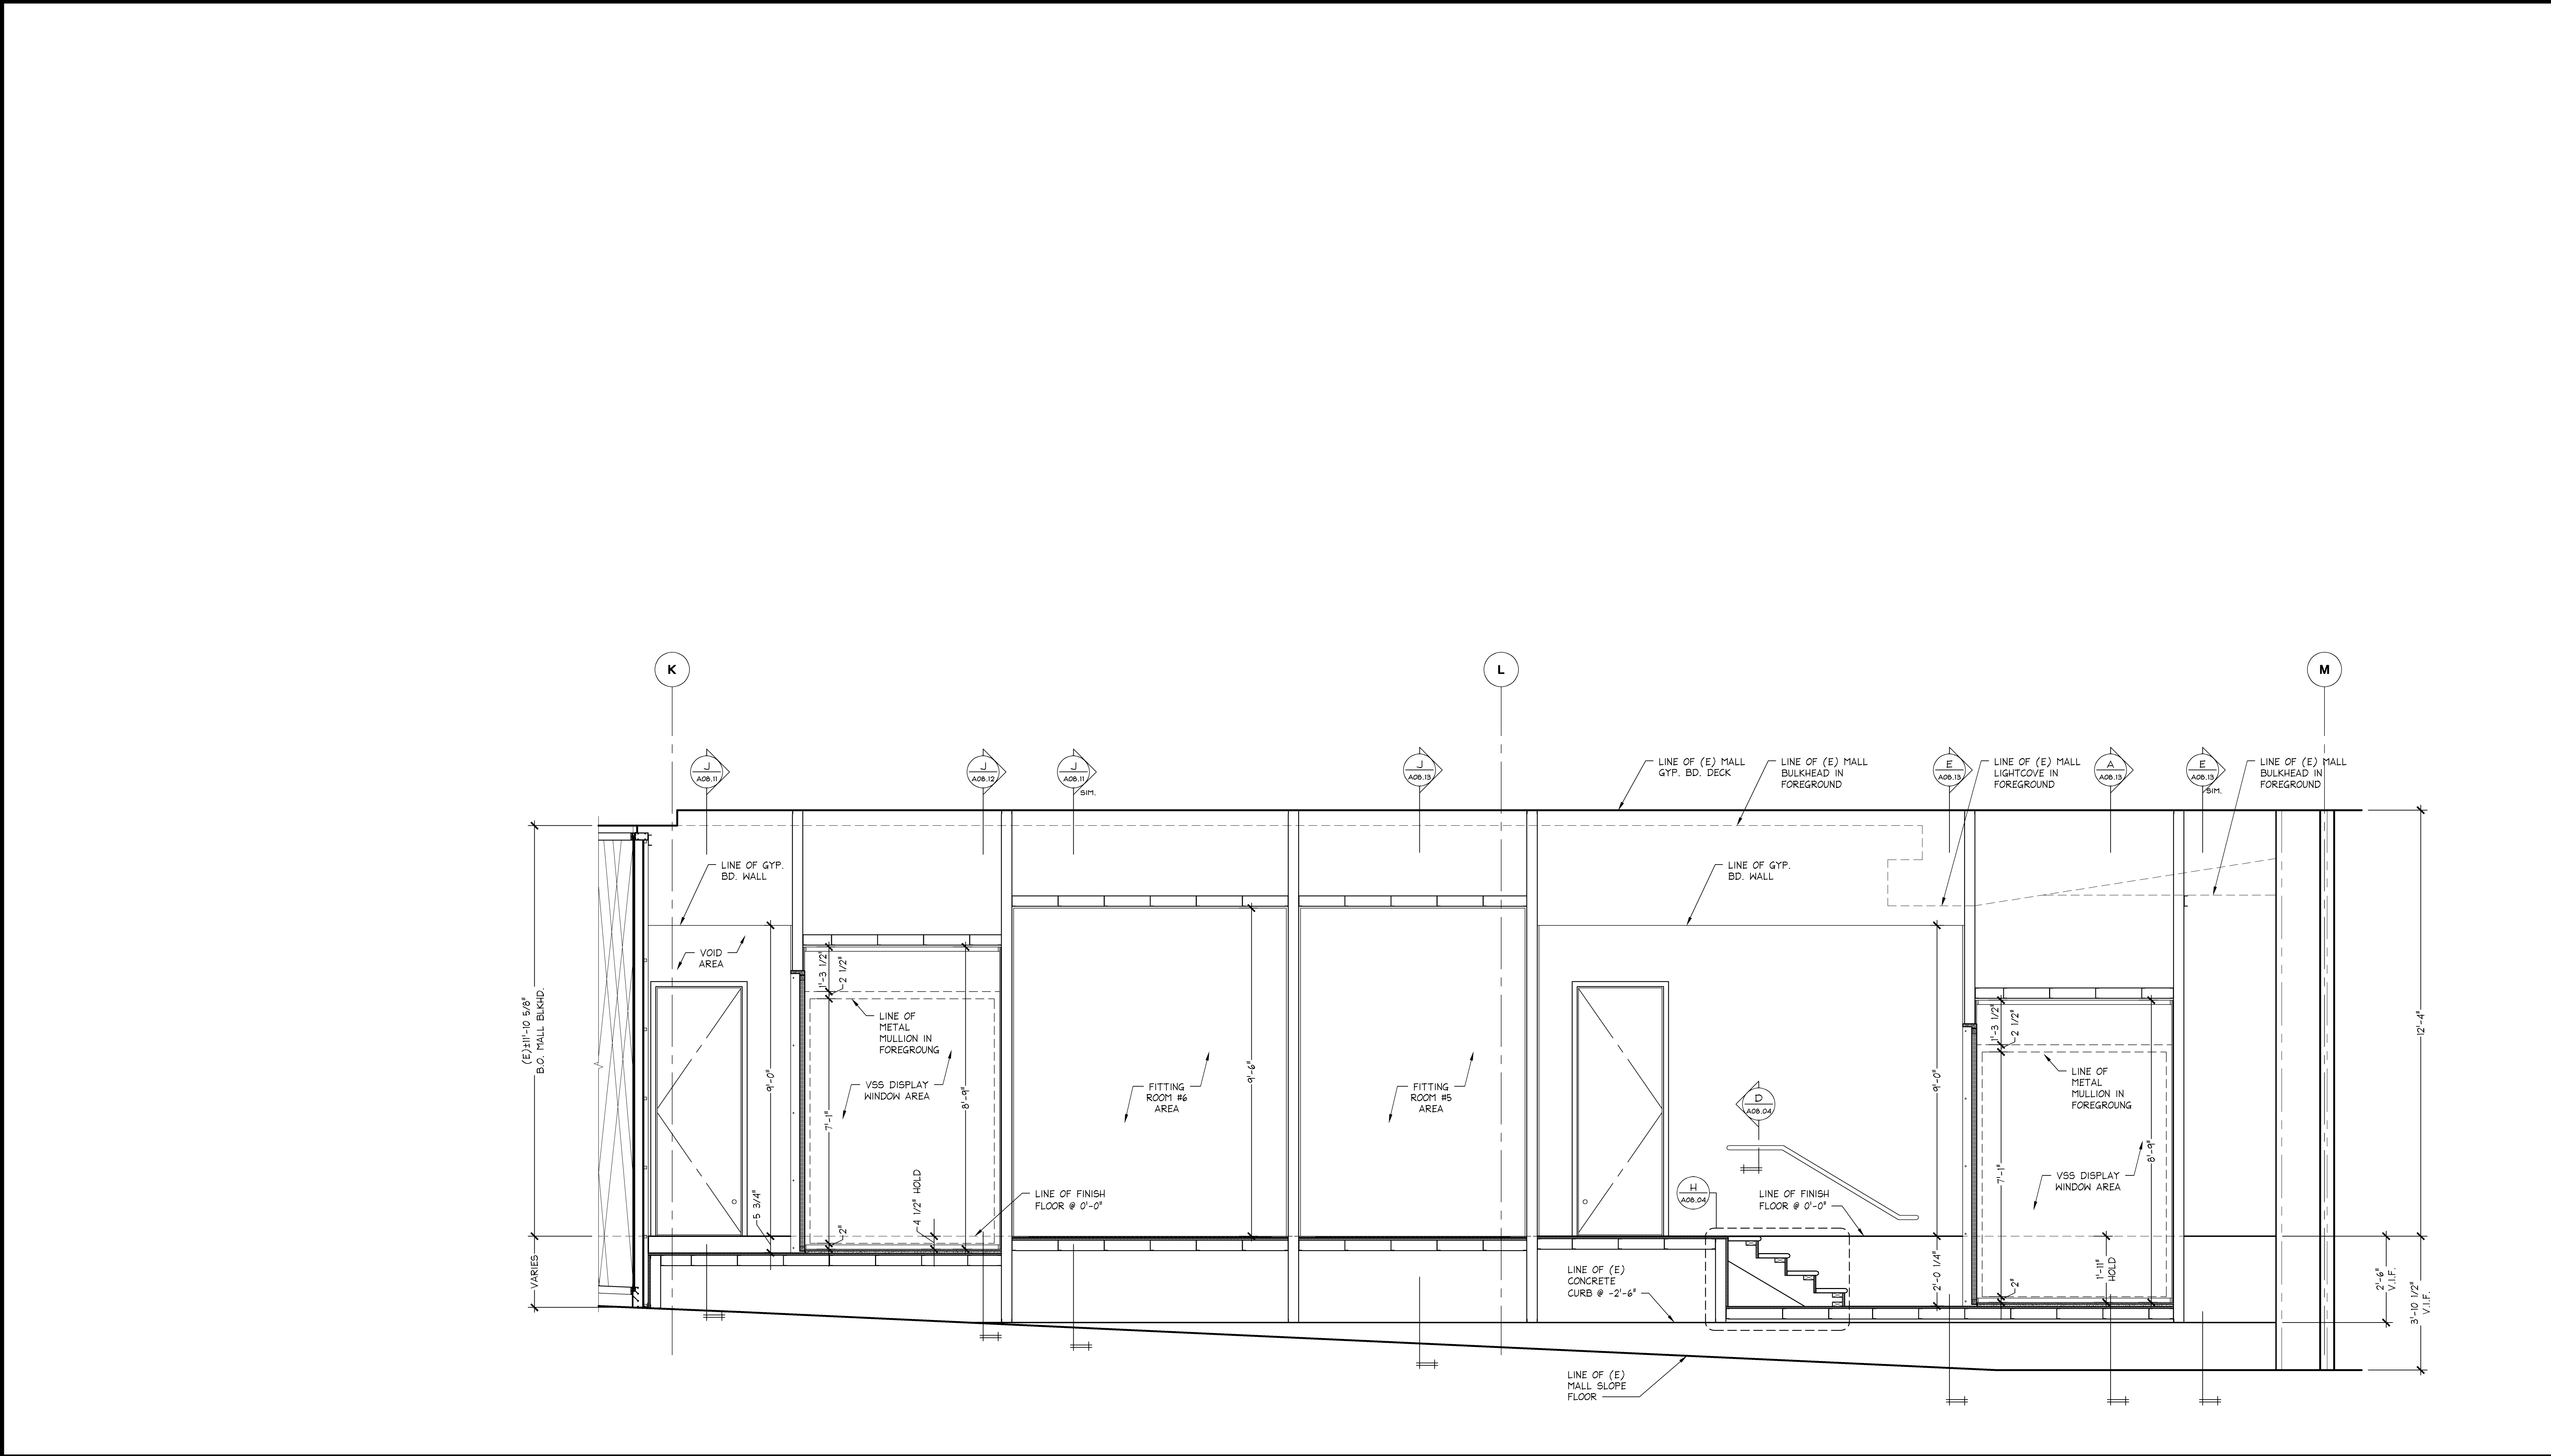 K
L
M
J
A08.11
J
A08.12
J
A08.11
SIM.
J
A08.13
E
A08.13
A
A08.13
E
A08.13
SIM.
LINE OF (E) MALL
GYP. BD. DECK
LINE OF (E) MALL
BULKHEAD IN
FOREGROUND
LINE OF (E) MALL
LIGHTCOVE IN
FOREGROUND
LINE OF (E) MALL
BULKHEAD IN
FOREGROUND
LINE OF GYP.
BD. WALL
LINE OF GYP.
BD. WALL
VOID
AREA
1'-3 1/2"
2 1/2"
(E)±11'-10 5/8"
B.O. MALL BLKHD.
VARIES
9'-0"
5 3/4"
7'-1"
2"
LINE OF
METAL
MULLION IN
FOREGROUNG
VSS DISPLAY
WINDOW AREA
8'-9"
4 1/2" HOLD
LINE OF FINISH
FLOOR @ 0'-0"
FITTING
ROOM #6
AREA
9'-6"
FITTING
ROOM #5
AREA
D
A08.04
H
A08.04
LINE OF FINISH
FLOOR @ 0'-0"
LINE OF (E)
CONCRETE
CURB @ -2'-6"
LINE OF (E)
MALL SLOPE
FLOOR
9'-0"
2'-0 1/4"
1'-3 1/2"
2 1/2"
7'-1"
2"
LINE OF
METAL
MULLION IN
FOREGROUNG
VSS DISPLAY
WINDOW AREA
8'-9"
1'-11"
HOLD
12'-4"
2'-6"
V.I.F.
3'-10 1/2"
V.I.F.